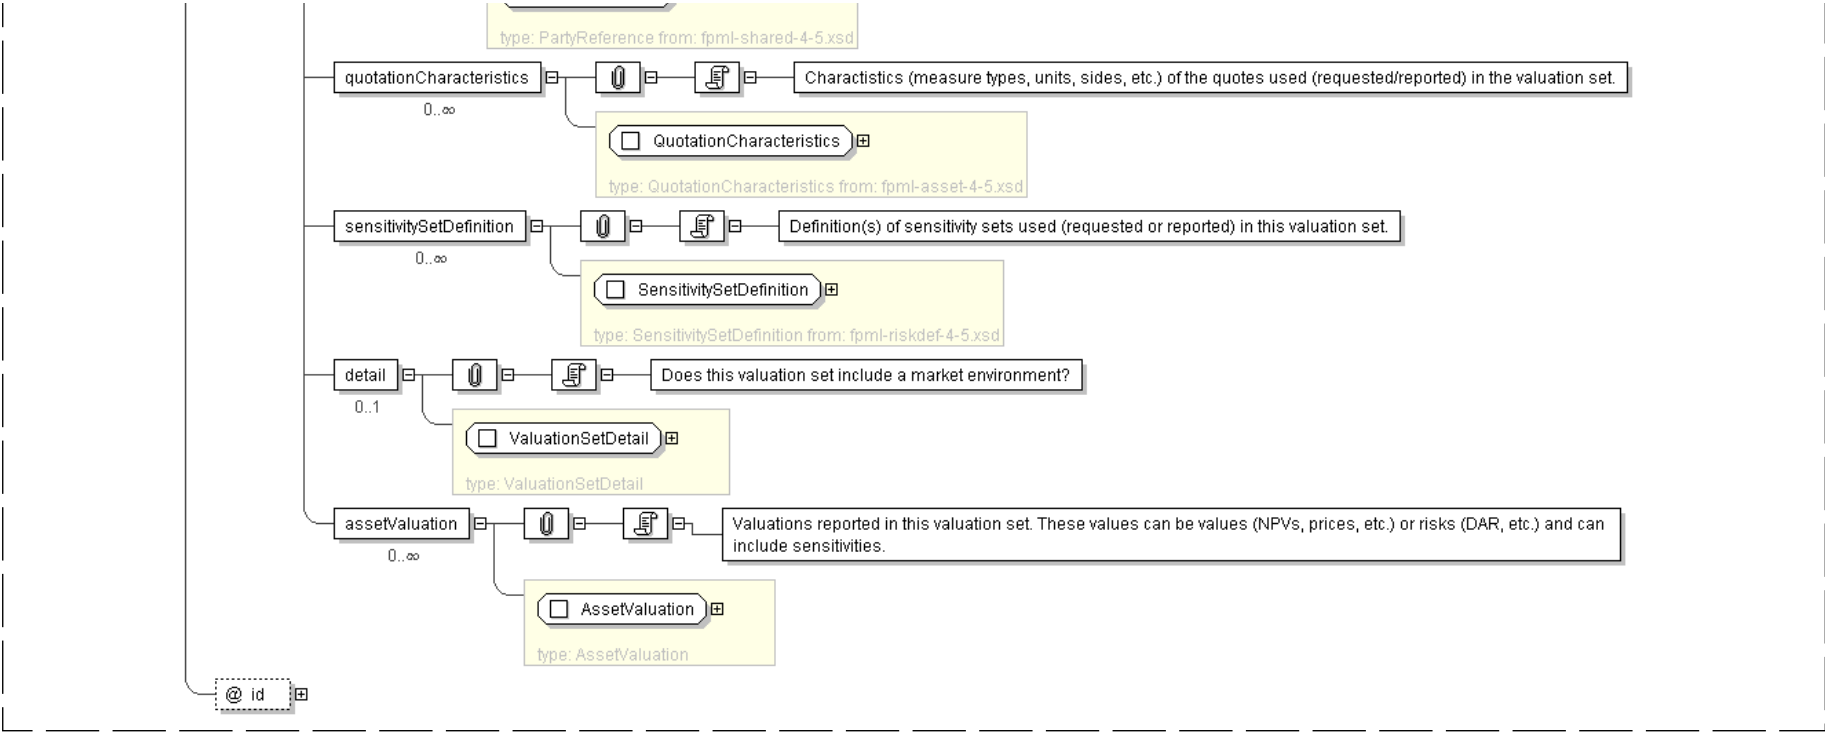 type: PartyReference from: fpml-shared-4-5.xsd
quotationCharacteristics
Charactistics (measure types, units, sides, etc.) of the quotes used (requested/reported) in the valuation set.
0..∞
QuotationCharacteristics
type: QuotationCharacteristics from: fpml-asset-4-5.xsd
sensitivitySetDefinition
Definition(s) of sensitivity sets used (requested or reported) in this valuation set.
0..∞
SensitivitySetDefinition
type: SensitivitySetDefinition from: fpml-riskdef-4-5.xsd
detail
Does this valuation set include a market environment?
0..1
ValuationSetDetail
type: ValuationSetDetail
assetValuation
Valuations reported in this valuation set. These values can be values (NPVs, prices, etc.) or risks (DAR, etc.) and can
include sensitivities.
0..∞
AssetValuation
type: AssetValuation
@ id